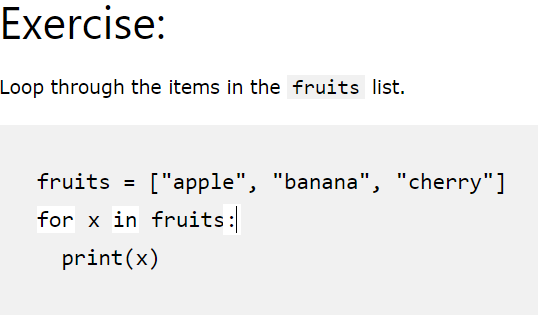 Exercise:
Loop through the items in the fruits list.
fruits = ["apple", "banana", "cherry"]
for x in fruits:
  print(x)